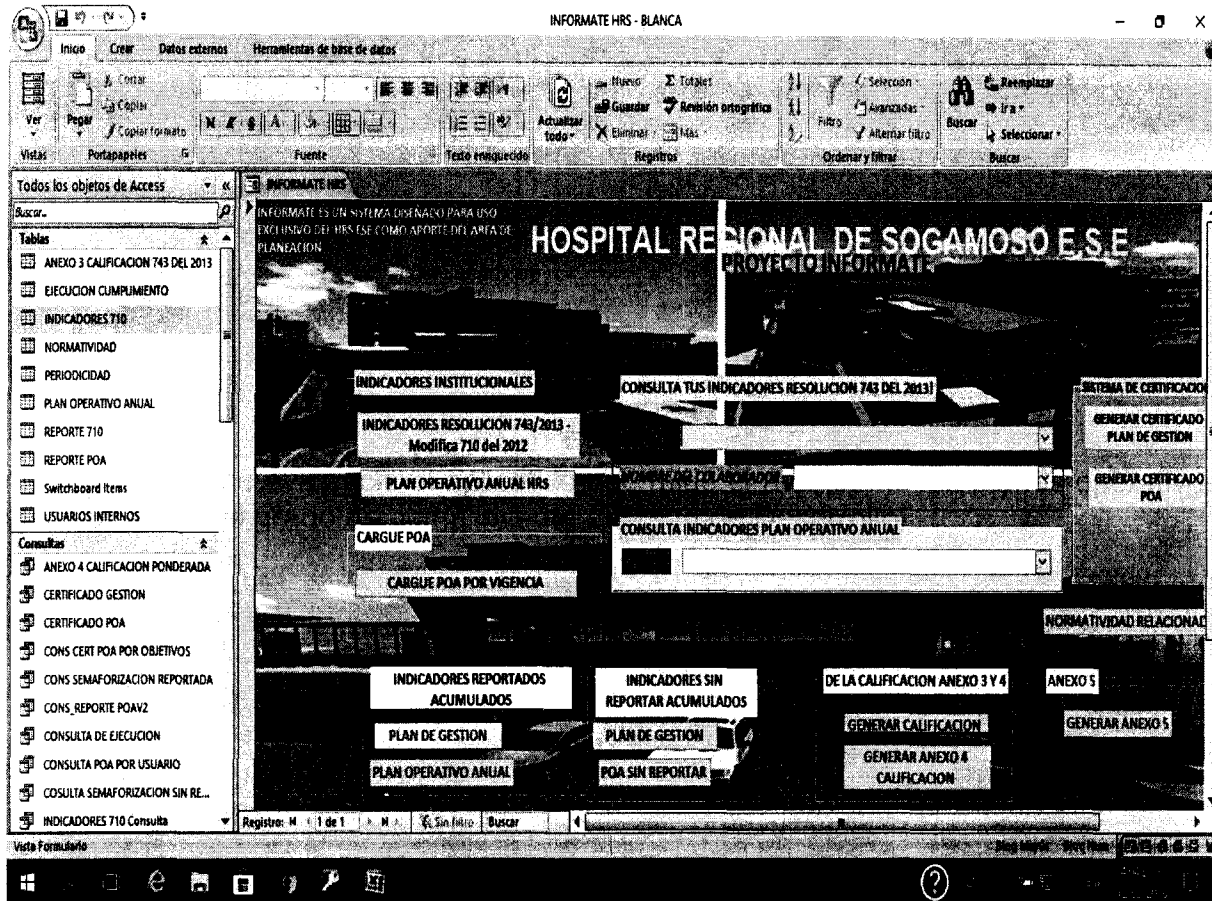 INFORMATE HRS - BLANCA
Inicio Crear Datos externos Herramientas de base de datos
Ver
Vistas
Pegar
Cortar
Copiar
Copiar formato
Portapapeles
N K S A
Fuente
Texto enriquecido
Actualizar
todo
Nuevo
Guardar
Eliminar
Σ Totales
Revisión ortográfica
Más
Registros
Filtro
Selección
Avanzadas
Alternar filtro
Ordenar y filtrar
Buscar
Reemplazar
Ir a
Seleccionar
Buscar
Todos los objetos de Access
Buscar...
Tablas
ANEXO 3 CALIFICACION 743 DEL 2013
EJECUCION CUMPLIMIENTO
INDICADORES 710
NORMATIVIDAD
PERIODICIDAD
PLAN OPERATIVO ANUAL
REPORTE 710
REPORTE POA
Switchboard Items
USUARIOS INTERNOS
Consultas
ANEXO 4 CALIFICACION PONDERADA
CERTIFICADO GESTION
CERTIFICADO POA
CONS CERT POA POR OBJETIVOS
CONS SEMAFORIZACION REPORTADA
CONS_REPORTE POAV2
CONSULTA DE EJECUCION
CONSULTA POA POR USUARIO
COSULTA SEMAFORIZACION SIN RE...
INDICADORES 710 Consulta
INFORMATE HRS
INFORMATE ES UN SISTEMA DISEÑADO PARA USO
EXCLUSIVO DEL HRS ESE COMO APORTE DEL AREA DE
PLANEACION
HOSPITAL REGIONAL DE SOGAMOSO E.S.E
PROYECTO INFORMATE
INDICADORES INSTITUCIONALES
INDICADORES RESOLUCION 743/2013 -
Modifica 710 del 2012
PLAN OPERATIVO ANUAL HRS
CARGUE POA
CARGUE POA POR VIGENCIA
CONSULTA TUS INDICADORES RESOLUCION 743 DEL 2013!
CONSULTA INDICADORES PLAN OPERATIVO ANUAL
SISTEMA DE CERTIFICACIO
GENERAR CERTIFICADO
PLAN DE GESTION
GENERAR CERTIFICADO
POA
NORMATIVIDAD RELACIONAD
INDICADORES REPORTADOS
ACUMULADOS
PLAN DE GESTION
PLAN OPERATIVO ANUAL
INDICADORES SIN
REPORTAR ACUMULADOS
PLAN DE GESTION
POA SIN REPORTAR
DE LA CALIFICACION ANEXO 3 Y 4
GENERAR CALIFICACION
GENERAR ANEXO 4
CALIFICACION
ANEXO 5
GENERAR ANEXO 5
Registro: 1 de 1 Sin filtro Buscar
Vista Formulario